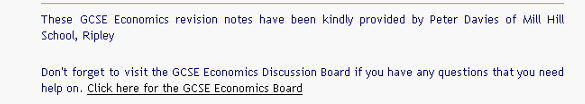 These GCSE Economics revision notes have been kindly provided by Peter Davies of Mill Hill
School, Ripley
Don't forget to visit the GCSE Economics Discussion Board if you have any questions that you need
help on. Click here for the GCSE Economics Board